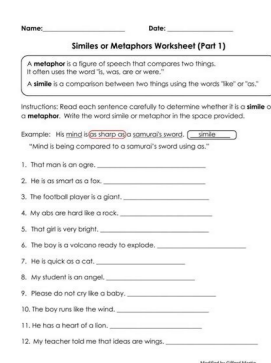 Name: Date:
Similes or Metaphors Worksheet (Part 1)
A metaphor is a figure of speech that compares two things.
It often uses the word "is, was, are or were."
A simile is a comparison between two things using the words "like" or "as."
Instructions: Read each sentence carefully to determine whether it is a simile o
a metaphor. Write the word simile or metaphor in the space provided.
Example: His mind is as sharp as a samurai's sword. simile
"Mind is being compared to a samurai's sword using as."
1. That man is an ogre.
2. He is as smart as a fox.
3. The football player is a giant.
4. My abs are hard like a rock.
5. That girl is very bright.
6. The boy is a volcano ready to explode.
7. He is quick as a cat.
8. My student is an angel.
9. Please do not cry like a baby.
10. The boy runs like the wind.
11. He has a heart of a lion.
12. My teacher told me that ideas are wings.